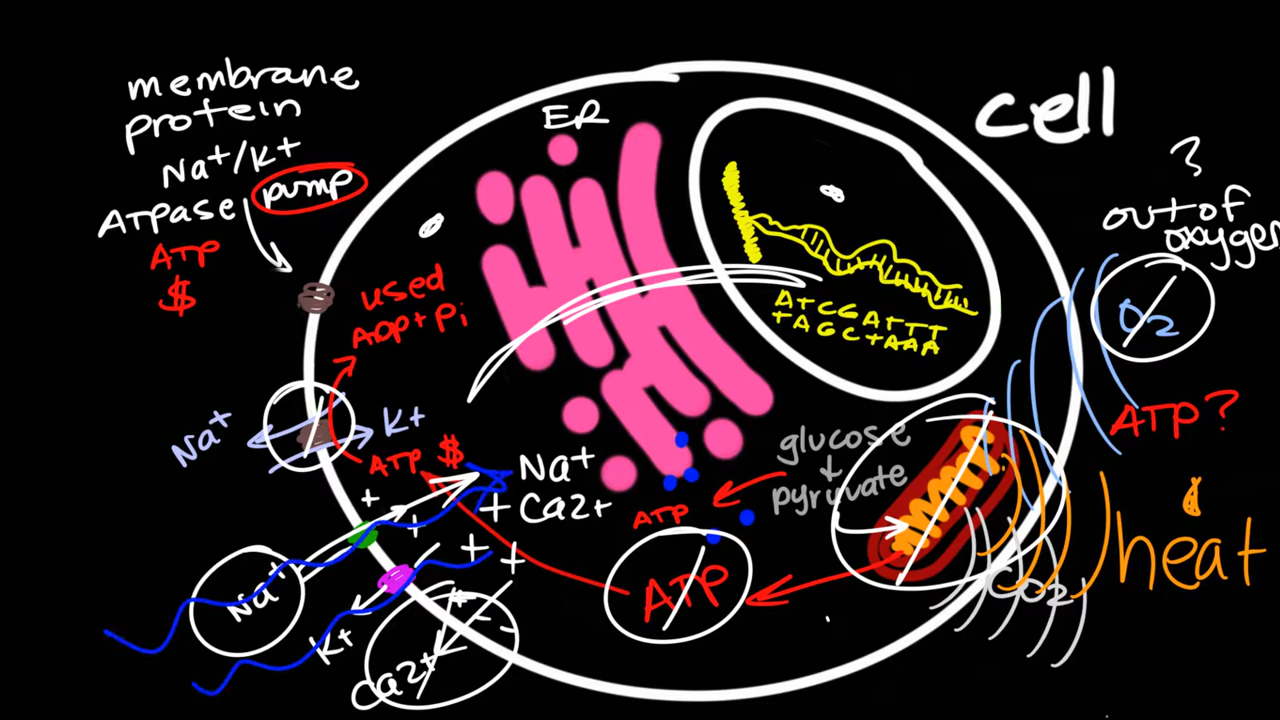 membrane
protein
Na+/K+
ATPase pump
ATP
$
ER
cell
?
out of
oxygen
O2
used
ADP + Pi
ATCGATTT
TAGCTAAA
Na+
K+
ATP $
Na+
+ Ca2+
+
+
+
+
glucose
+
pyruvate
ATP
ATP
ATP?
heat
CO2
Na+
K+
Ca2+